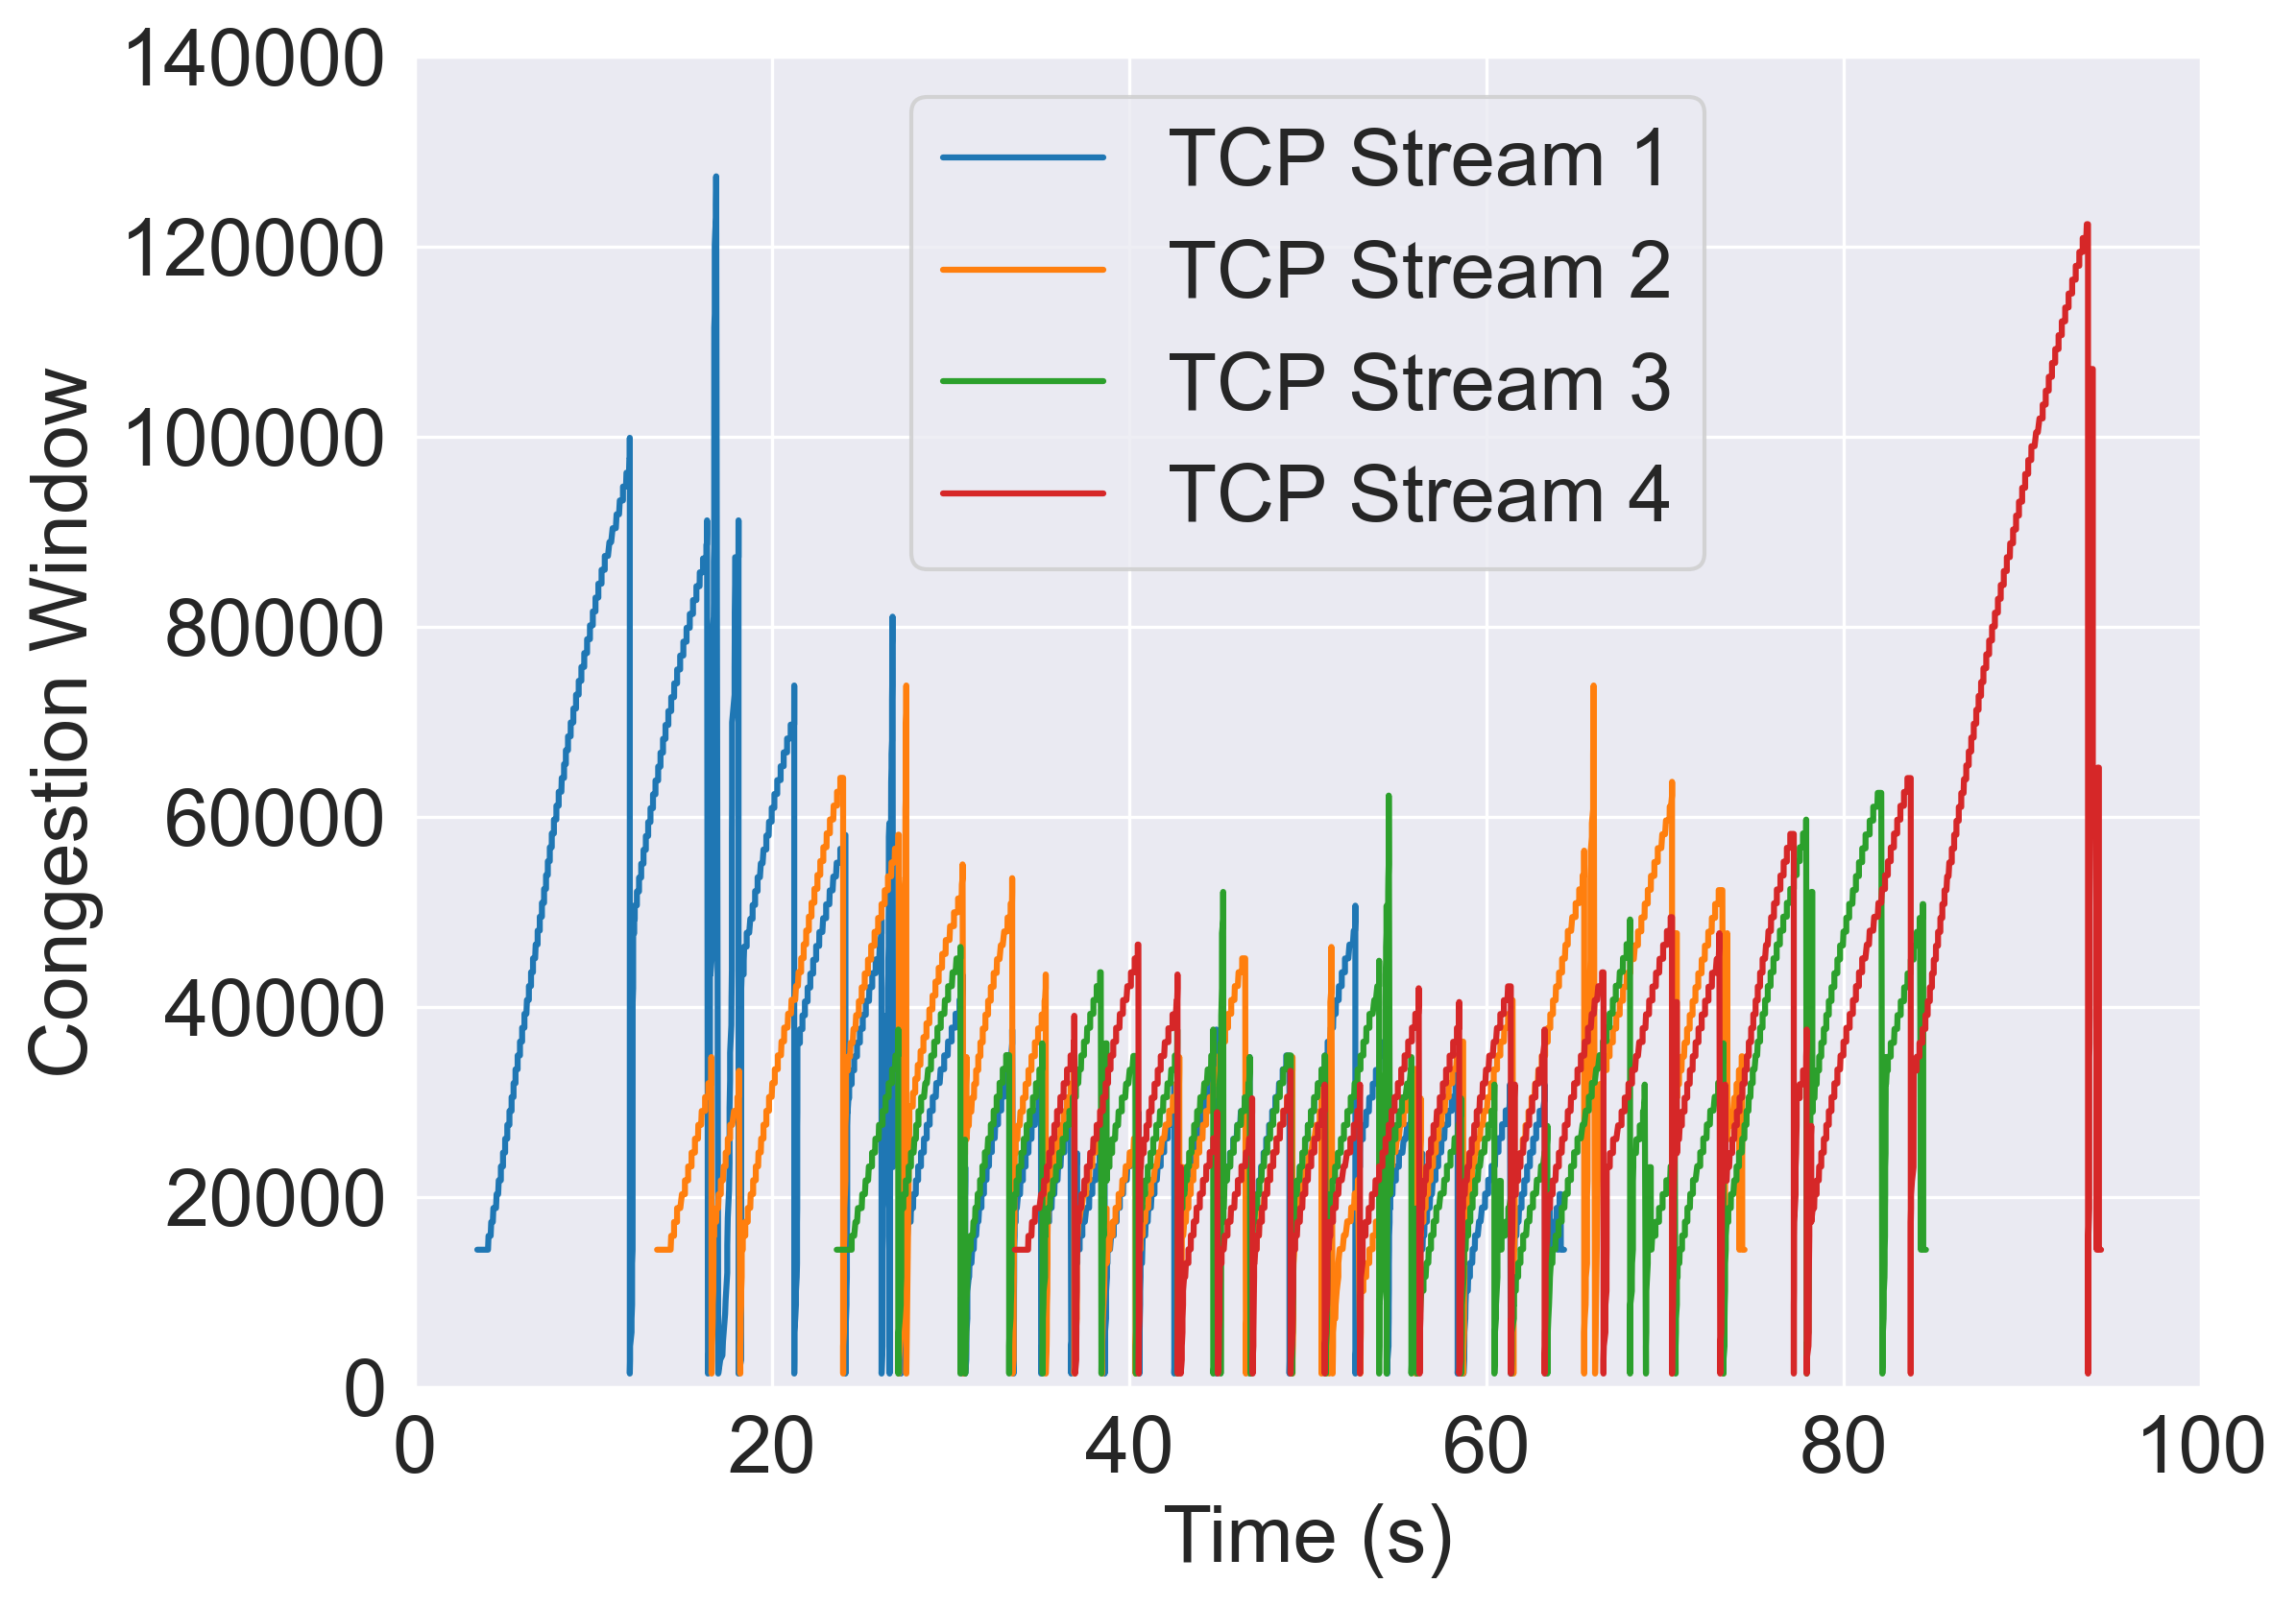 140000
120000
100000
80000
60000
40000
20000
0
Congestion Window
TCP Stream 1
TCP Stream 2
TCP Stream 3
TCP Stream 4
0 20 40 60 80 100
Time (s)